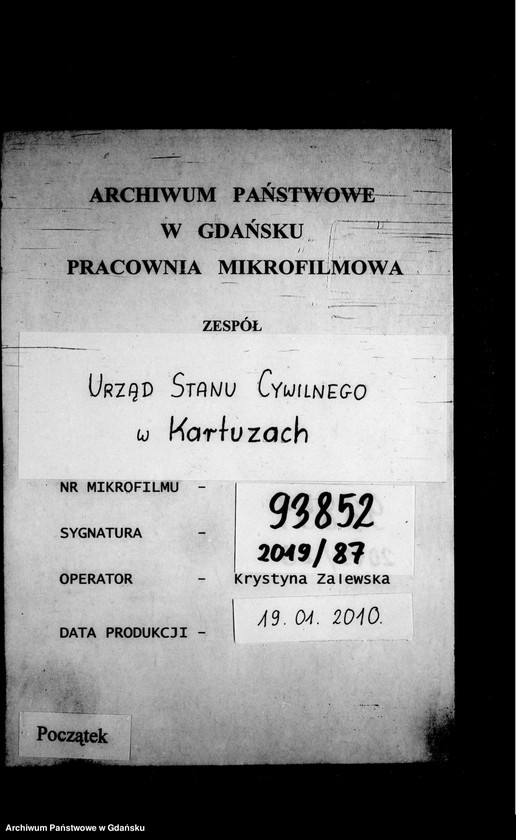 ARCHIWUM PAŃSTWOWE
W GDAŃSKU
PRACOWNIA MIKROFILMOWA
ZESPÓŁ
URZĄD STANU CYWILNEGO
w Kartuzach
NR MIKROFILMU - 93852
SYGNATURA - 2019/87
OPERATOR - Krystyna Zalewska
DATA PRODUKCJI - 19.01.2010.
Początek
Archiwum Państwowe w Gdańsku